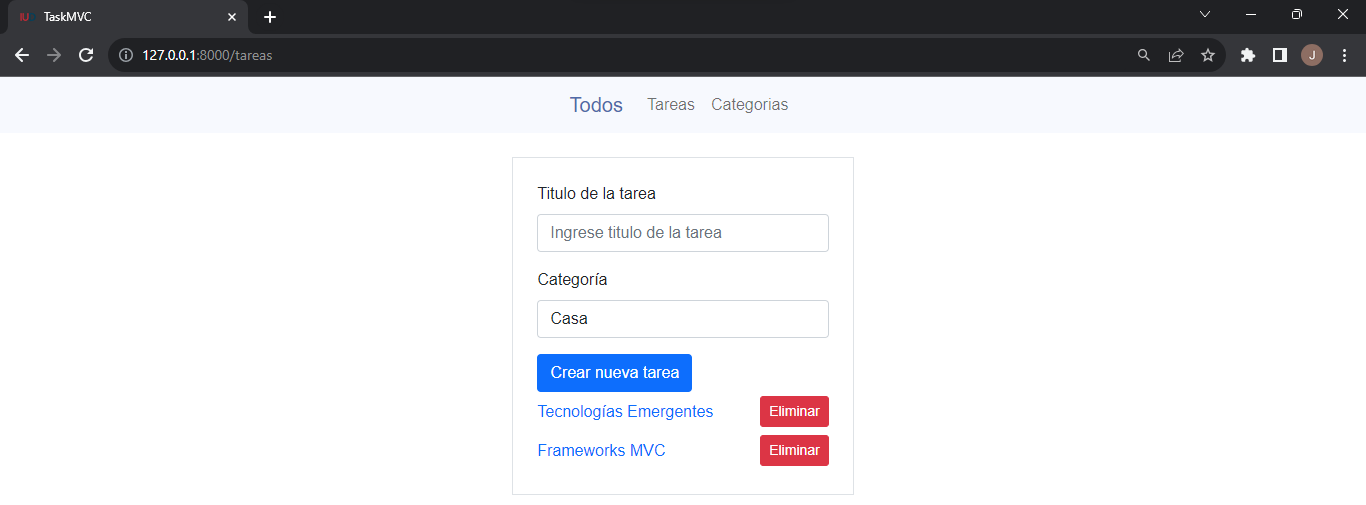 TaskMVC
127.0.0.1:8000/tareas
J
Todos Tareas Categorias
Titulo de la tarea
Ingrese titulo de la tarea
Categoría
Casa
Crear nueva tarea
Tecnologías Emergentes Eliminar
Frameworks MVC Eliminar